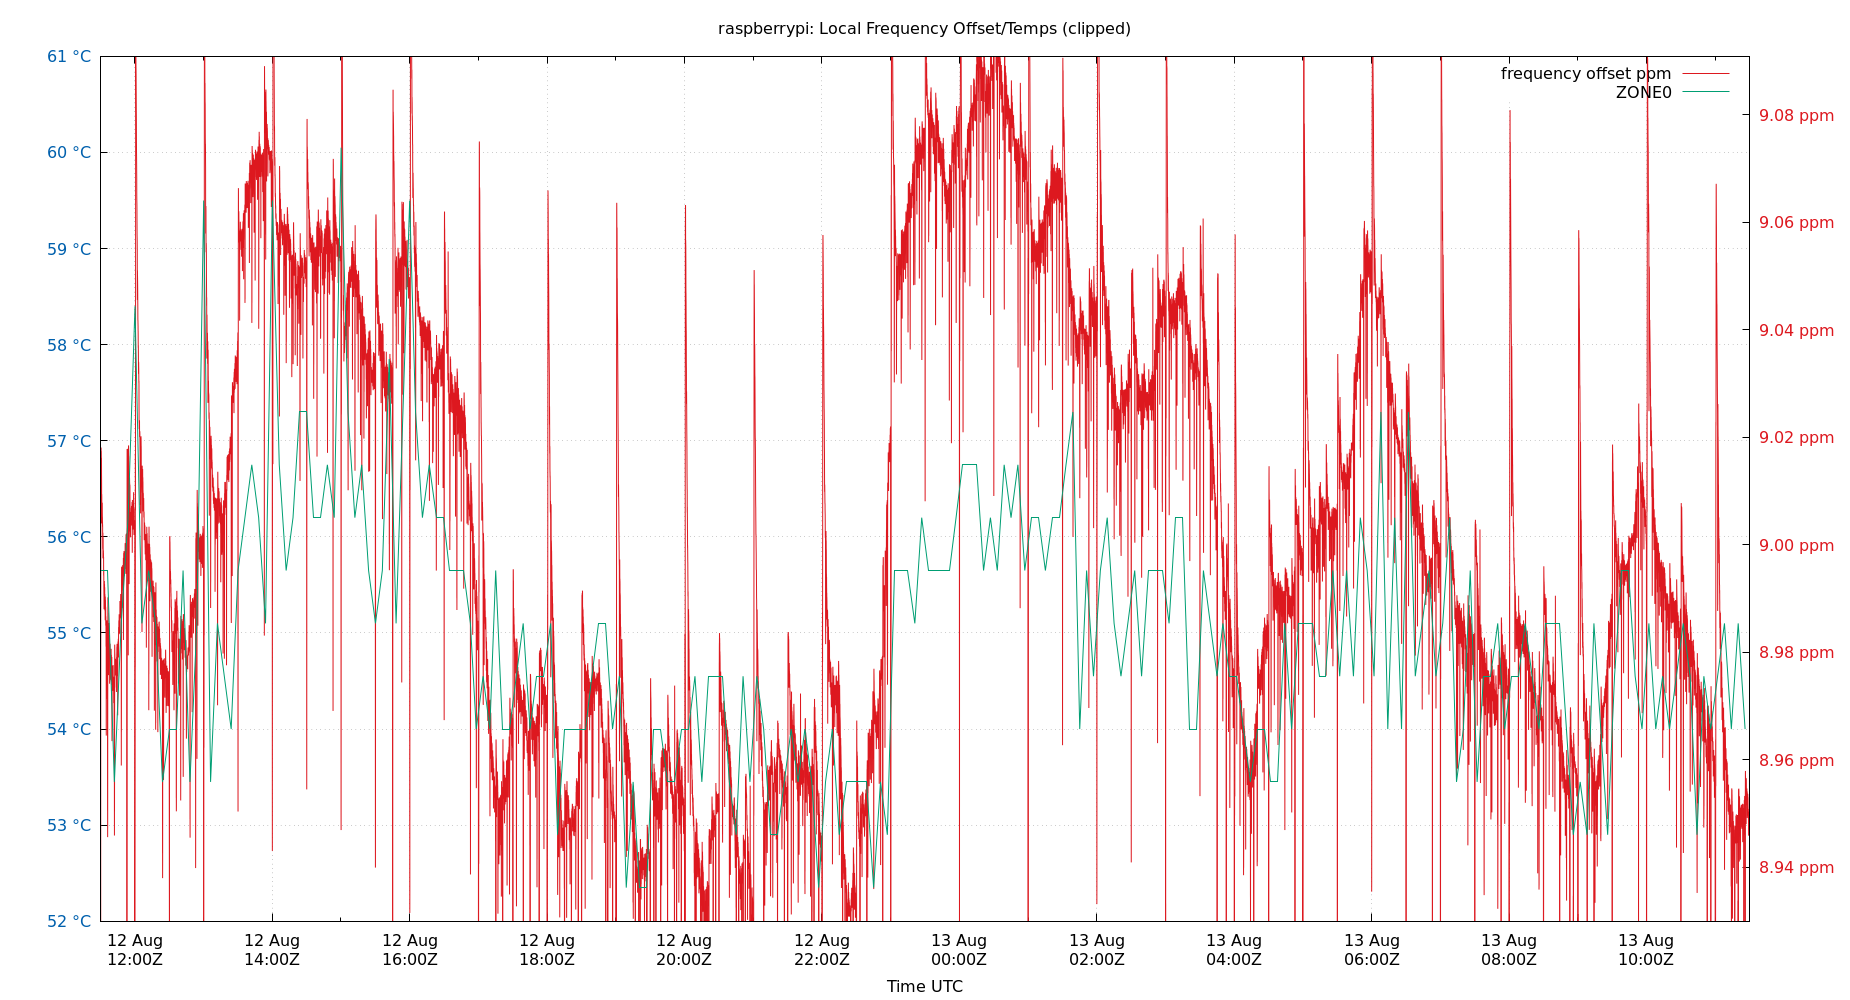 raspberrypi: Local Frequency Offset/Temps (clipped)
frequency offset ppm
ZONE0
61 °C
60 °C
59 °C
58 °C
57 °C
56 °C
55 °C
54 °C
53 °C
52 °C
9.08 ppm
9.06 ppm
9.04 ppm
9.02 ppm
9.00 ppm
8.98 ppm
8.96 ppm
8.94 ppm
12 Aug
12:00Z
12 Aug
14:00Z
12 Aug
16:00Z
12 Aug
18:00Z
12 Aug
20:00Z
12 Aug
22:00Z
13 Aug
00:00Z
13 Aug
02:00Z
13 Aug
04:00Z
13 Aug
06:00Z
13 Aug
08:00Z
13 Aug
10:00Z
Time UTC